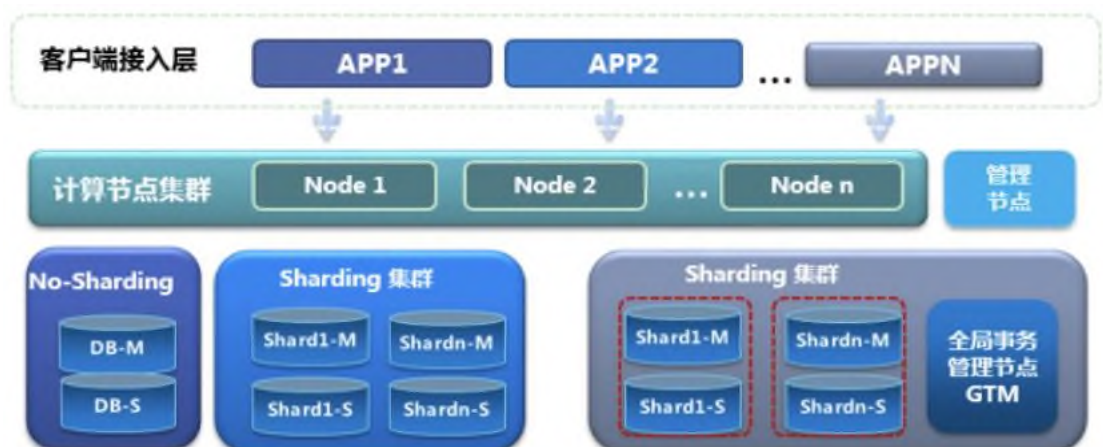 客户端接入层
APP1
APP2
...
APPN
计算节点集群
Node 1
Node 2
...
Node n
管理
节点
No-Sharding
DB-M
DB-S
Sharding 集群
Shard1-M
Shardn-M
Shard1-S
Shardn-S
Sharding 集群
Shard1-M
Shardn-M
Shard1-S
Shardn-S
全局事务
管理节点
GTM